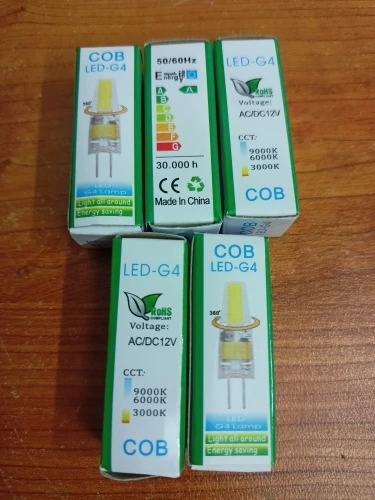 COB
LED-G4
360°
G4 Lamp
Light all around
Energy saving
50/60Hz
A
A
B
C
D
E
F
G
30.000 h
CE
Made In China
RoHS
COMPLIANT
Voltage:
AC/DC12V
CCT:
9000K
6000K
3000K
COB
LED-G4
RoHS
COMPLIANT
Voltage:
AC/DC12V
CCT:
9000K
6000K
3000K
COB
COB
LED-G4
360°
LED
G4 Lamp
Light all around
Energy saving